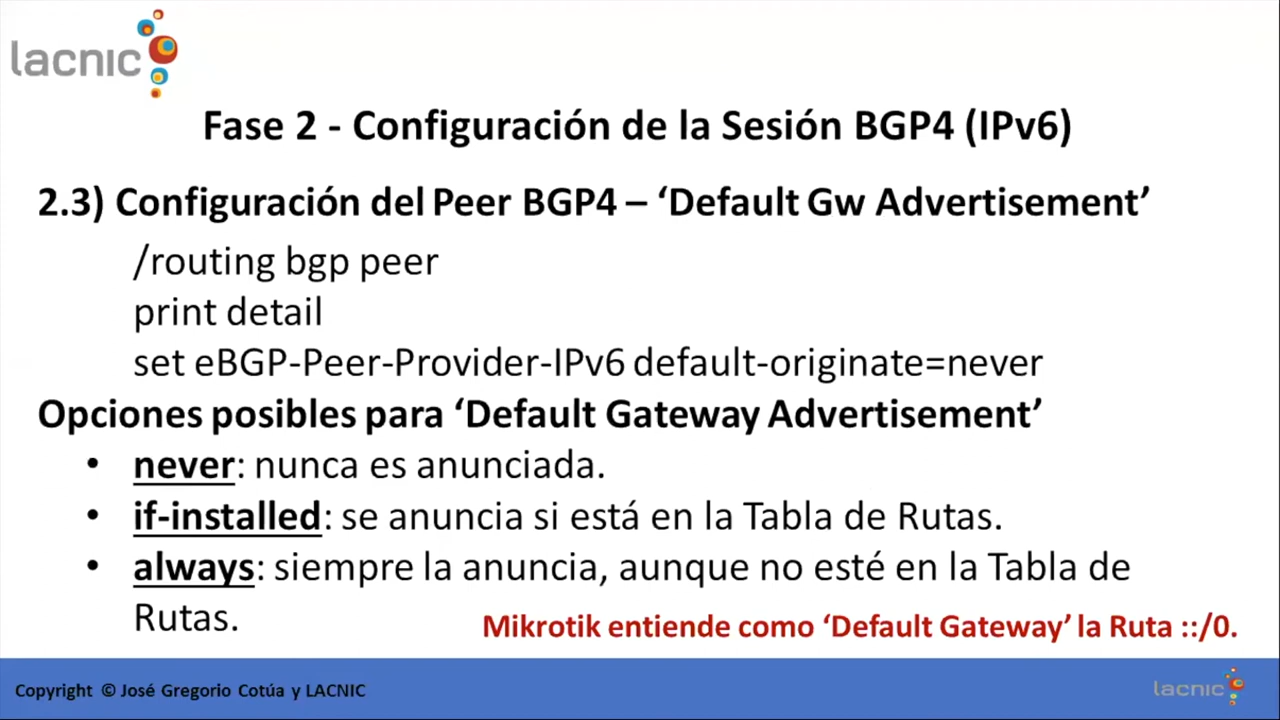 lacnic
Fase 2 - Configuración de la Sesión BGP4 (IPv6)
2.3) Configuración del Peer BGP4 – ‘Default Gw Advertisement’
/routing bgp peer
print detail
set eBGP-Peer-Provider-IPv6 default-originate=never
Opciones posibles para ‘Default Gateway Advertisement’
• never: nunca es anunciada.
• if-installed: se anuncia si está en la Tabla de Rutas.
• always: siempre la anuncia, aunque no esté en la Tabla de
Rutas.
Mikrotik entiende como ‘Default Gateway’ la Ruta ::/0.
Copyright © José Gregorio Cotúa y LACNIC
lacnic